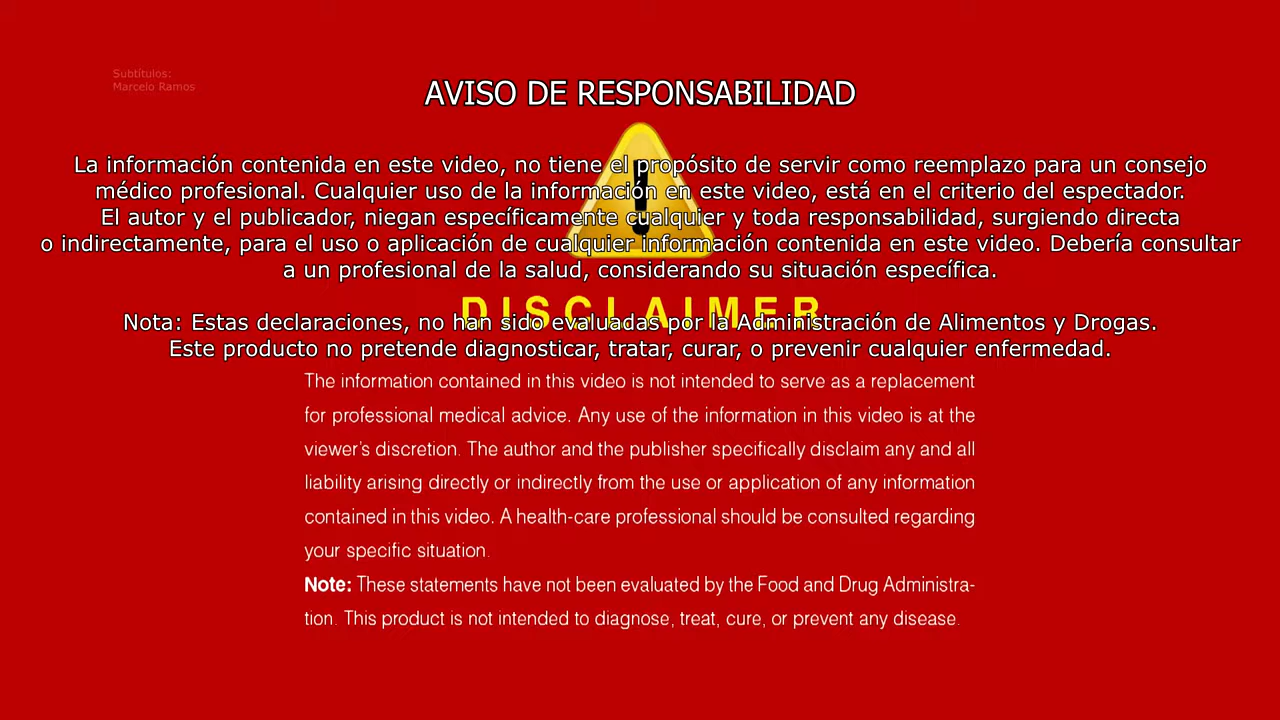 Subtítulos:
Marcelo Ramos
AVISO DE RESPONSABILIDAD
La información contenida en este video, no tiene el propósito de servir como reemplazo para un consejo
médico profesional. Cualquier uso de la información en este video, está en el criterio del espectador.
El autor y el publicador, niegan específicamente cualquier y toda responsabilidad, surgiendo directa
o indirectamente, para el uso o aplicación de cualquier información contenida en este video. Debería consultar
a un profesional de la salud, considerando su situación específica.
DISCLAIMER
Nota: Estas declaraciones, no han sido evaluadas por la Administración de Alimentos y Drogas.
Este producto no pretende diagnosticar, tratar, curar, o prevenir cualquier enfermedad.
The information contained in this video is not intended to serve as a replacement
for professional medical advice. Any use of the information in this video is at the
viewer's discretion. The author and the publisher specifically disclaim any and all
liability arising directly or indirectly from the use or application of any information
contained in this video. A health-care professional should be consulted regarding
your specific situation.
Note: These statements have not been evaluated by the Food and Drug Administra-
tion. This product is not intended to diagnose, treat, cure, or prevent any disease.